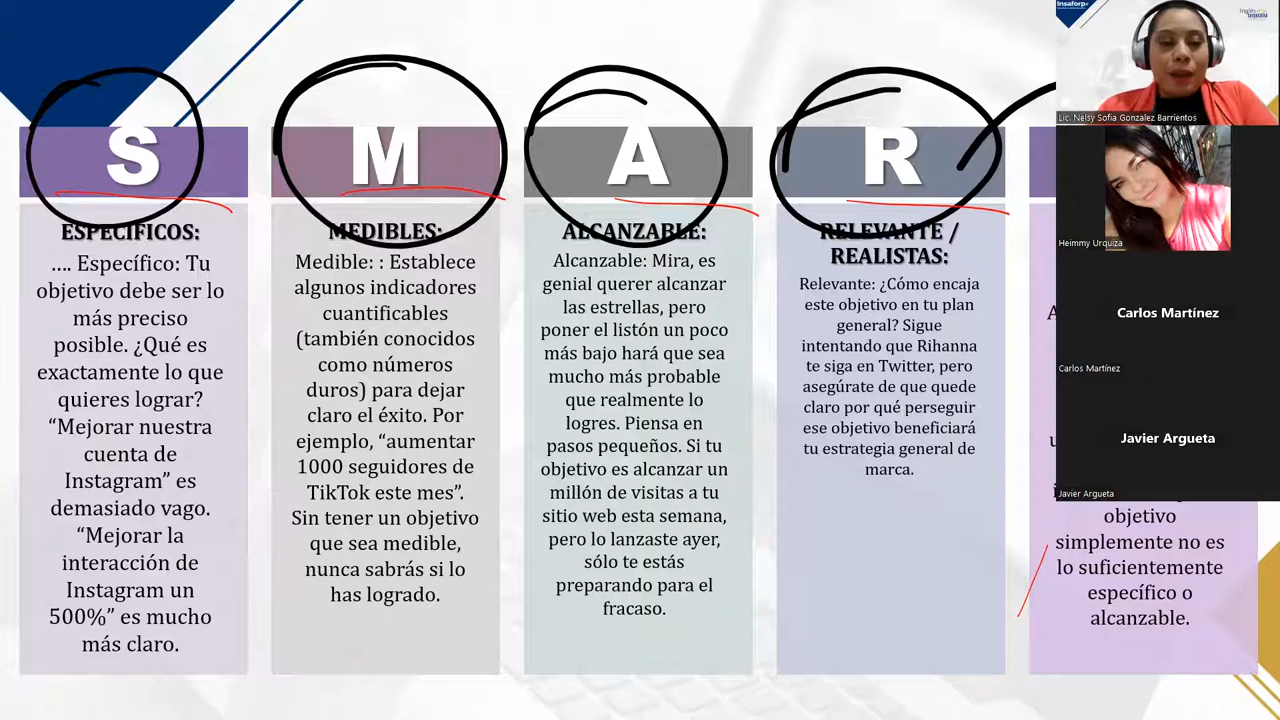 S
ESPECÍFICOS:
.... Específico: Tu
objetivo debe ser lo
más preciso
posible. ¿Qué es
exactamente lo que
quieres lograr?
“Mejorar nuestra
cuenta de
Instagram” es
demasiado vago.
“Mejorar la
interacción de
Instagram un
500%” es mucho
más claro.
M
MEDIBLES:
Medible: : Establece
algunos indicadores
cuantificables
(también conocidos
como números
duros) para dejar
claro el éxito. Por
ejemplo, “aumentar
1000 seguidores de
TikTok este mes”.
Sin tener un objetivo
que sea medible,
nunca sabrás si lo
has logrado.
A
ALCANZABLE:
Alcanzable: Mira, es
genial querer alcanzar
las estrellas, pero
poner el listón un poco
más bajo hará que sea
mucho más probable
que realmente lo
logres. Piensa en
pasos pequeños. Si tu
objetivo es alcanzar un
millón de visitas a tu
sitio web esta semana,
pero lo lanzaste ayer,
sólo te estás
preparando para el
fracaso.
R
RELEVANTE /
REALISTAS:
Relevante: ¿Cómo encaja
este objetivo en tu plan
general? Sigue
intentando que Rihanna
te siga en Twitter, pero
asegúrate de que quede
claro por qué perseguir
ese objetivo beneficiará
tu estrategia general de
marca.
objetivo
simplemente no es
lo suficientemente
específico o
alcanzable.
Insaforp
Inglés
Lic. Nelsy Sofia Gonzalez Barrientos
Heimmy Urquiza
Carlos Martínez
Carlos Martínez
Javier Argueta
Javier Argueta